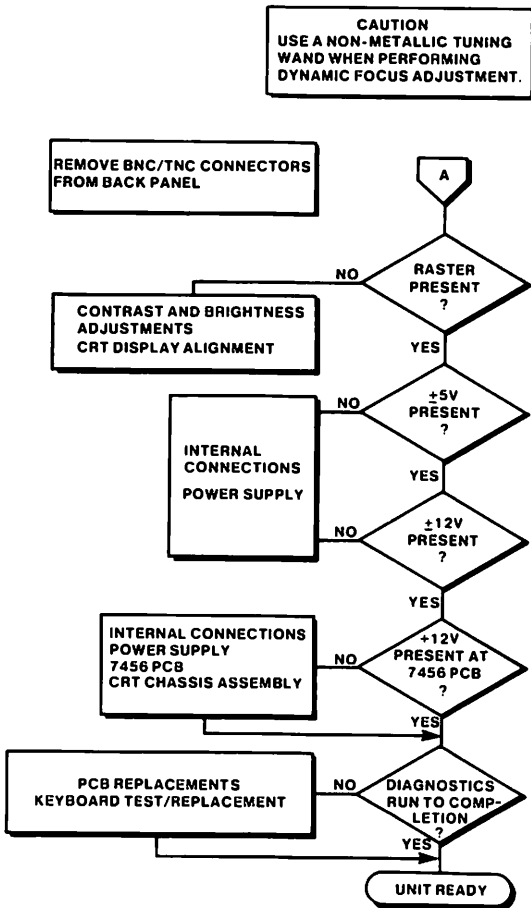 CAUTION
USE A NON-METALLIC TUNING
WAND WHEN PERFORMING
DYNAMIC FOCUS ADJUSTMENT.
REMOVE BNC/TNC CONNECTORS
FROM BACK PANEL
A
RASTER
PRESENT
?
NO
CONTRAST AND BRIGHTNESS
ADJUSTMENTS
CRT DISPLAY ALIGNMENT
YES
±5V
PRESENT
?
NO
INTERNAL
CONNECTIONS
POWER SUPPLY
YES
±12V
PRESENT
?
NO
YES
+12V
PRESENT AT
7456 PCB
?
NO
INTERNAL CONNECTIONS
POWER SUPPLY
7456 PCB
CRT CHASSIS ASSEMBLY
YES
DIAGNOSTICS
RUN TO COMP-
LETION
?
NO
PCB REPLACEMENTS
KEYBOARD TEST/REPLACEMENT
YES
UNIT READY